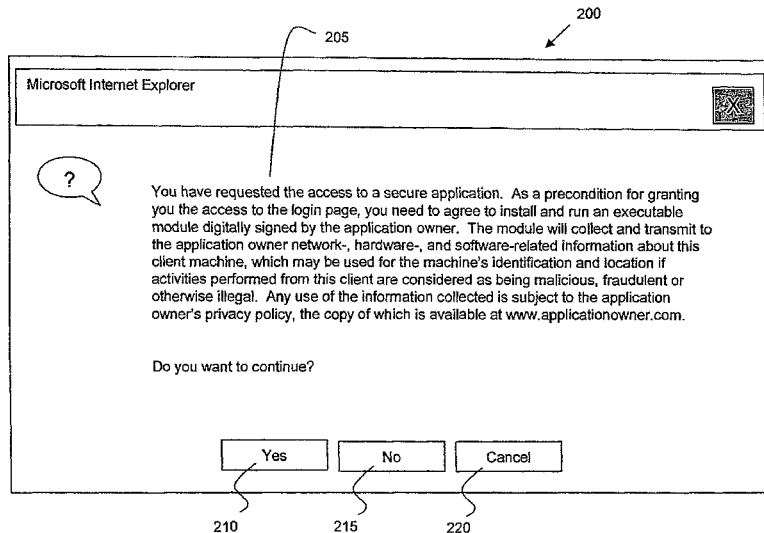 200
205
Microsoft Internet Explorer
X
?
You have requested the access to a secure application. As a precondition for granting
you the access to the login page, you need to agree to install and run an executable
module digitally signed by the application owner. The module will collect and transmit to
the application owner network-, hardware-, and software-related information about this
client machine, which may be used for the machine's identification and location if
activities performed from this client are considered as being malicious, fraudulent or
otherwise illegal. Any use of the information collected is subject to the application
owner's privacy policy, the copy of which is available at www.applicationowner.com.
Do you want to continue?
Yes No Cancel
210 215 220